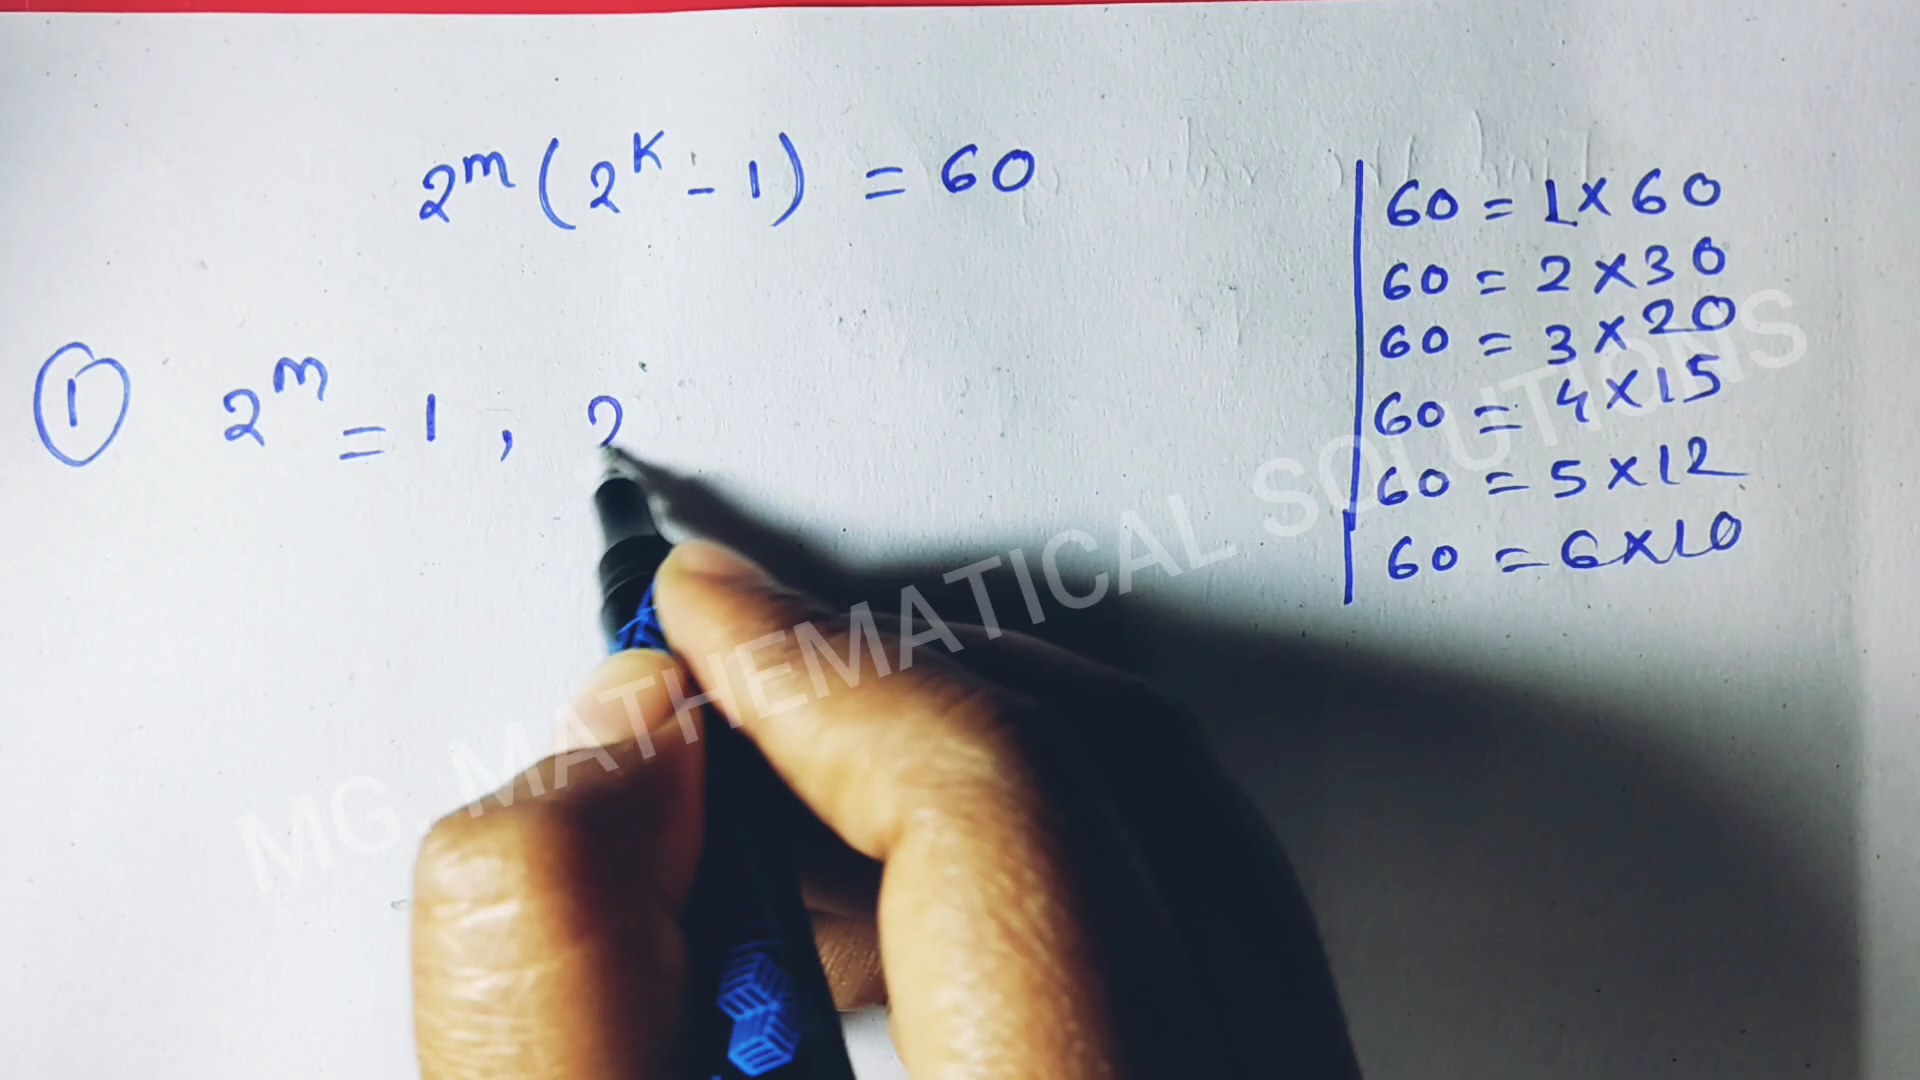 2^m (2^k - 1) = 60
① 2^m = 1 , 2
60 = 1 × 60
60 = 2 × 30
60 = 3 × 20
60 = 4 × 15
60 = 5 × 12
60 = 6 × 10
MG. MATHEMATICAL SOLUTIONS